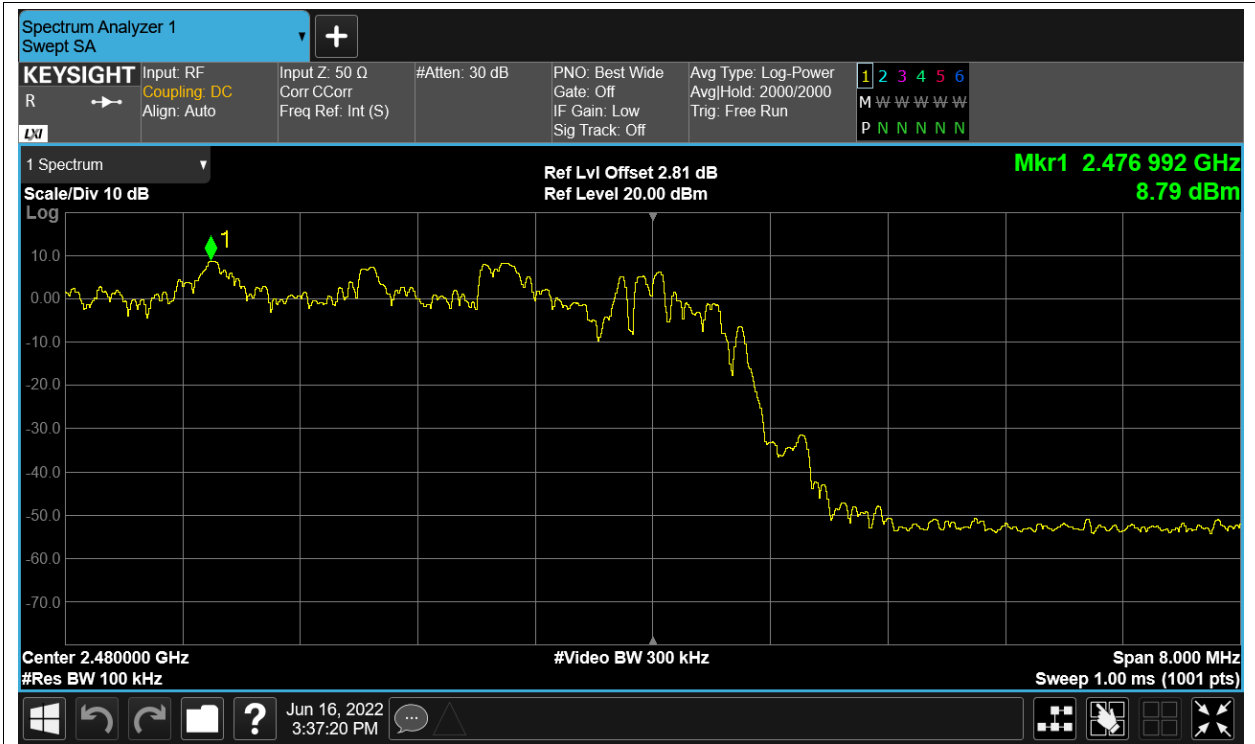 Spectrum Analyzer 1
Swept SA
+
KEYSIGHT
R
LXI
Input: RF
Coupling: DC
Align: Auto
Input Z: 50 Ω
Corr CCorr
Freq Ref: Int (S)
#Atten: 30 dB
PNO: Best Wide
Gate: Off
IF Gain: Low
Sig Track: Off
Avg Type: Log-Power
Avg|Hold: 2000/2000
Trig: Free Run
1 2 3 4 5 6
M W W W W W
P N N N N N
1 Spectrum
Scale/Div 10 dB
Log
Ref Lvl Offset 2.81 dB
Ref Level 20.00 dBm
Mkr1 2.476 992 GHz
8.79 dBm
1
10.0
0.00
-10.0
-20.0
-30.0
-40.0
-50.0
-60.0
-70.0
Center 2.480000 GHz
#Res BW 100 kHz
#Video BW 300 kHz
Span 8.000 MHz
Sweep 1.00 ms (1001 pts)
?
Jun 16, 2022
3:37:20 PM